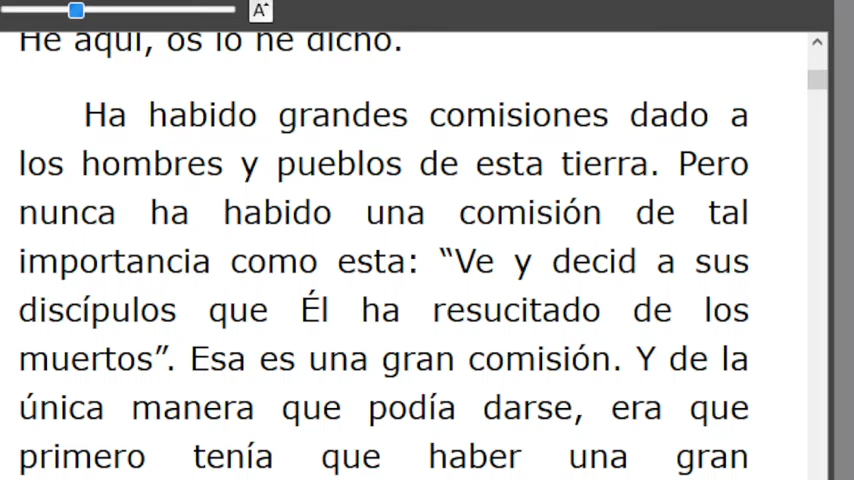 A
He aquí, os lo he dicho.
Ha habido grandes comisiones dado a
los hombres y pueblos de esta tierra. Pero
nunca ha habido una comisión de tal
importancia como esta: “Ve y decid a sus
discípulos que Él ha resucitado de los
muertos”. Esa es una gran comisión. Y de la
única manera que podía darse, era que
primero tenía que haber una gran